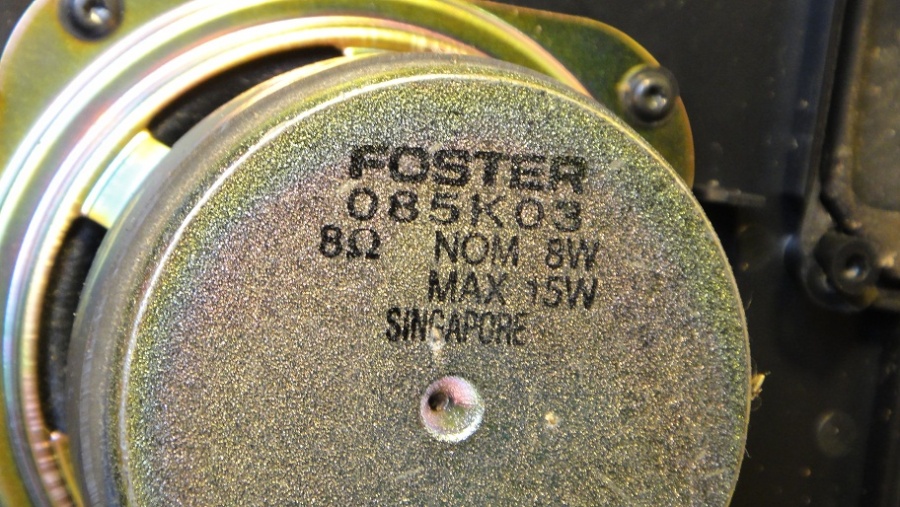 FOSTER
085K03
8Ω NOM 8W
MAX 15W
SINGAPORE